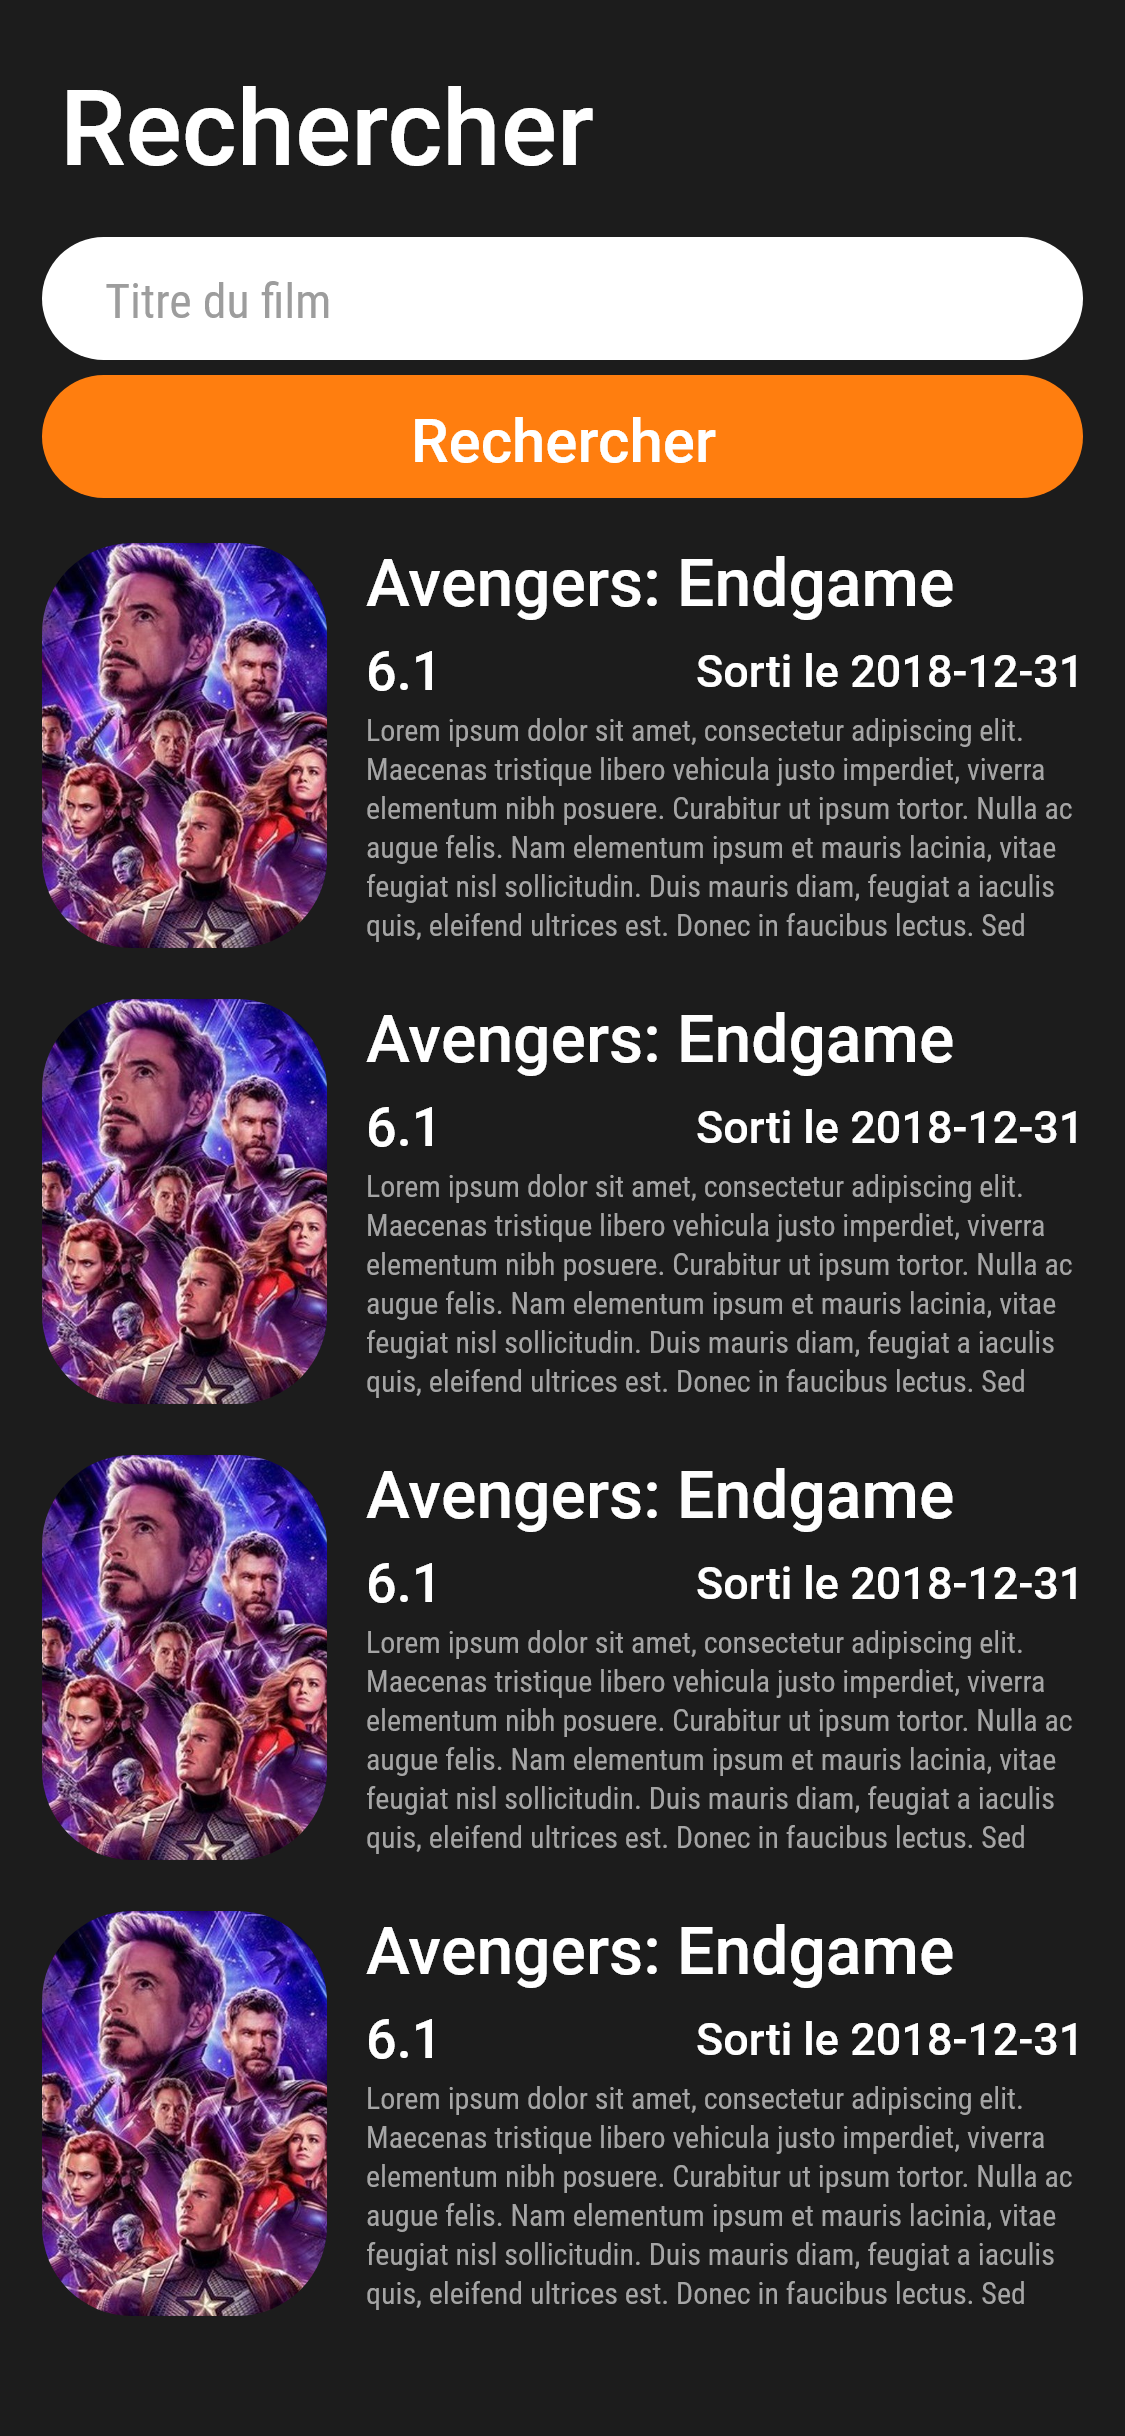 Rechercher
Titre du film
Rechercher
Avengers: Endgame
6.1 Sorti le 2018-12-31
Lorem ipsum dolor sit amet, consectetur adipiscing elit.
Maecenas tristique libero vehicula justo imperdiet, viverra
elementum nibh posuere. Curabitur ut ipsum tortor. Nulla ac
augue felis. Nam elementum ipsum et mauris lacinia, vitae
feugiat nisl sollicitudin. Duis mauris diam, feugiat a iaculis
quis, eleifend ultrices est. Donec in faucibus lectus. Sed
Avengers: Endgame
6.1 Sorti le 2018-12-31
Lorem ipsum dolor sit amet, consectetur adipiscing elit.
Maecenas tristique libero vehicula justo imperdiet, viverra
elementum nibh posuere. Curabitur ut ipsum tortor. Nulla ac
augue felis. Nam elementum ipsum et mauris lacinia, vitae
feugiat nisl sollicitudin. Duis mauris diam, feugiat a iaculis
quis, eleifend ultrices est. Donec in faucibus lectus. Sed
Avengers: Endgame
6.1 Sorti le 2018-12-31
Lorem ipsum dolor sit amet, consectetur adipiscing elit.
Maecenas tristique libero vehicula justo imperdiet, viverra
elementum nibh posuere. Curabitur ut ipsum tortor. Nulla ac
augue felis. Nam elementum ipsum et mauris lacinia, vitae
feugiat nisl sollicitudin. Duis mauris diam, feugiat a iaculis
quis, eleifend ultrices est. Donec in faucibus lectus. Sed
Avengers: Endgame
6.1 Sorti le 2018-12-31
Lorem ipsum dolor sit amet, consectetur adipiscing elit.
Maecenas tristique libero vehicula justo imperdiet, viverra
elementum nibh posuere. Curabitur ut ipsum tortor. Nulla ac
augue felis. Nam elementum ipsum et mauris lacinia, vitae
feugiat nisl sollicitudin. Duis mauris diam, feugiat a iaculis
quis, eleifend ultrices est. Donec in faucibus lectus. Sed